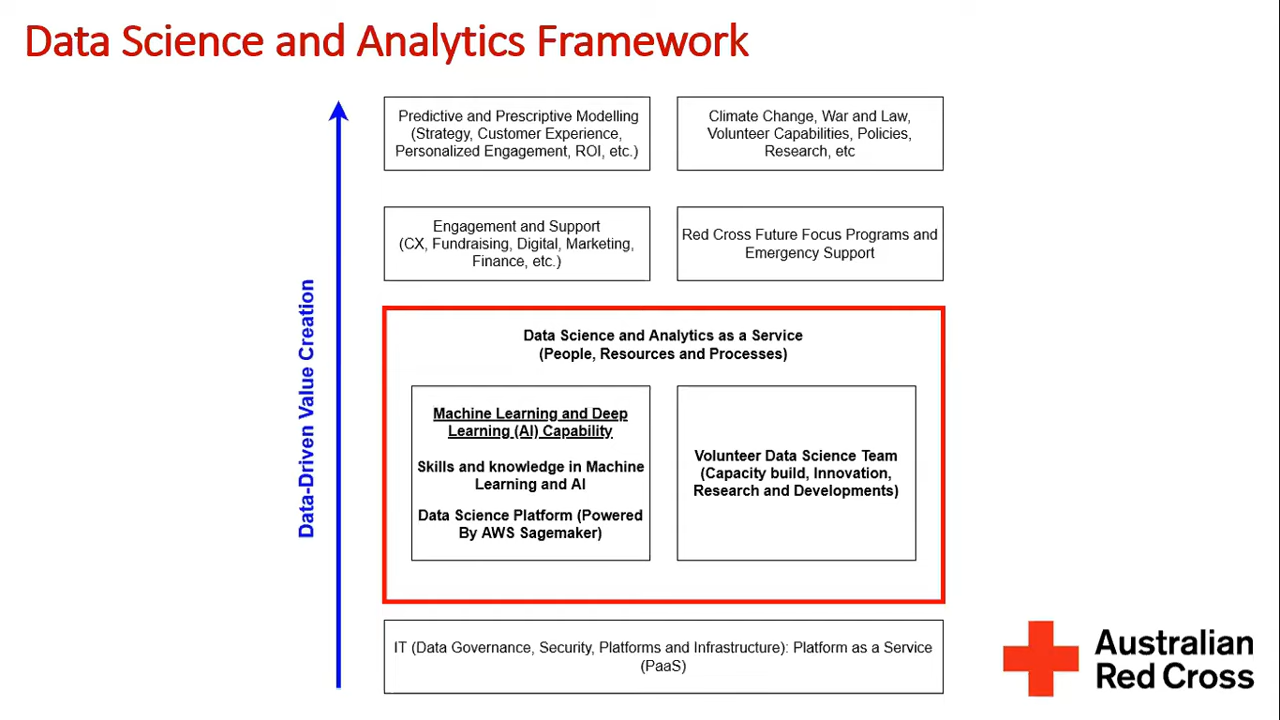 Data Science and Analytics Framework
Predictive and Prescriptive Modelling
(Strategy, Customer Experience,
Personalized Engagement, ROI, etc.)
Climate Change, War and Law,
Volunteer Capabilities, Policies,
Research, etc
Engagement and Support
(CX, Fundraising, Digital, Marketing,
Finance, etc.)
Red Cross Future Focus Programs and
Emergency Support
Data-Driven Value Creation
Data Science and Analytics as a Service
(People, Resources and Processes)
Machine Learning and Deep
Learning (AI) Capability
Skills and knowledge in Machine
Learning and AI
Data Science Platform (Powered
By AWS Sagemaker)
Volunteer Data Science Team
(Capacity build, Innovation,
Research and Developments)
IT (Data Governance, Security, Platforms and Infrastructure): Platform as a Service
(PaaS)
Australian
Red Cross